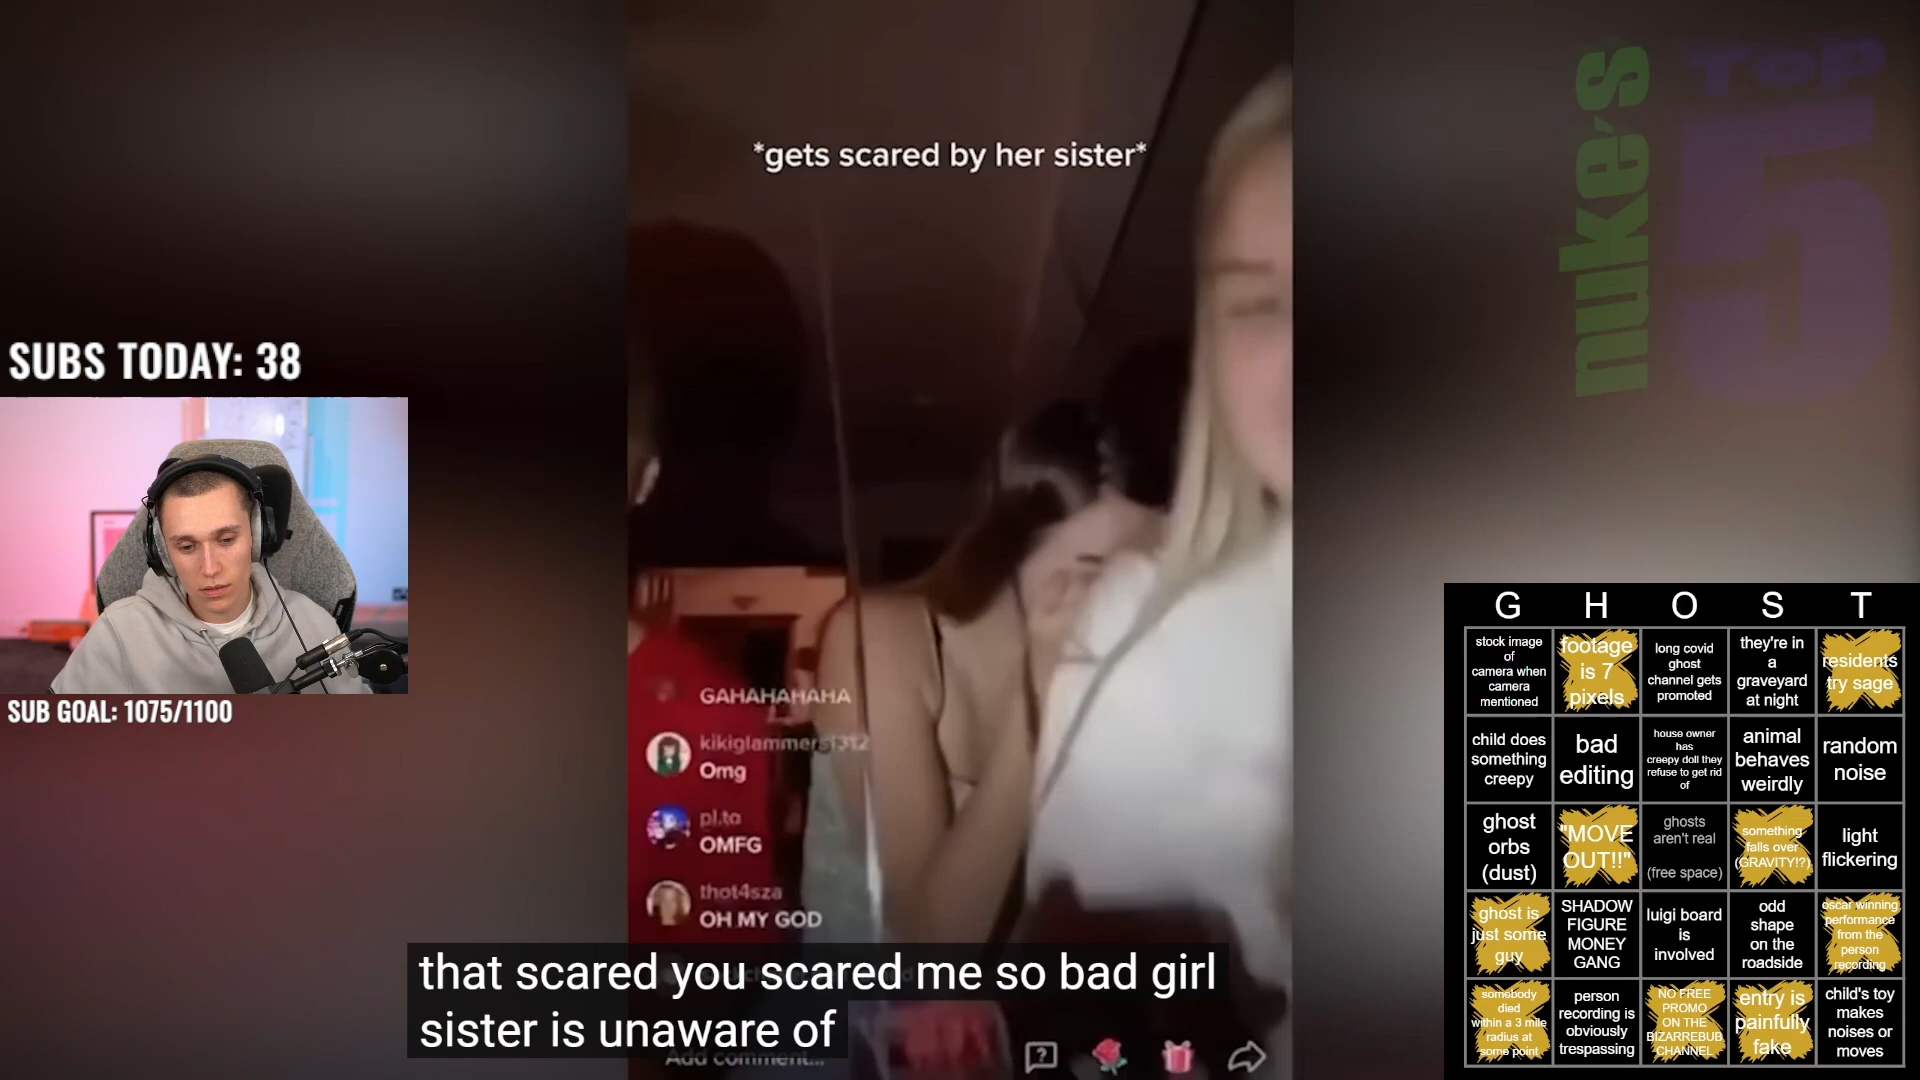 *gets scared by her sister*
nuke's
Top
5
SUBS TODAY: 38
SUB GOAL: 1075/1100
GAHAHAHAHA
kikiglammers1312
Omg
pl.ta
OMFG
thot4sza
OH MY GOD
that scared you scared me so bad girl
sister is unaware of
Add comment...
G H O S T
stock image
of
camera when
camera
mentioned
footage
is 7
pixels
long covid
ghost
channel gets
promoted
they're in
a
graveyard
at night
residents
try sage
child does
something
creepy
bad
editing
house owner
has
creepy doll they
refuse to get rid
of
animal
behaves
weirdly
random
noise
ghost
orbs
(dust)
"MOVE
OUT!!"
ghosts
aren't real
(free space)
something
falls over
(GRAVITY!?)
light
flickering
ghost is
just some
guy
SHADOW
FIGURE
MONEY
GANG
luigi board
is
involved
odd
shape
on the
roadside
oscar winning
performance
from the
person
recording
somebody
died
within a 3 mile
radius at
some point
person
recording is
obviously
trespassing
NO FREE
PROMO
ON THE
BIZARREBUB
CHANNEL
entry is
painfully
fake
child's toy
makes
noises or
moves